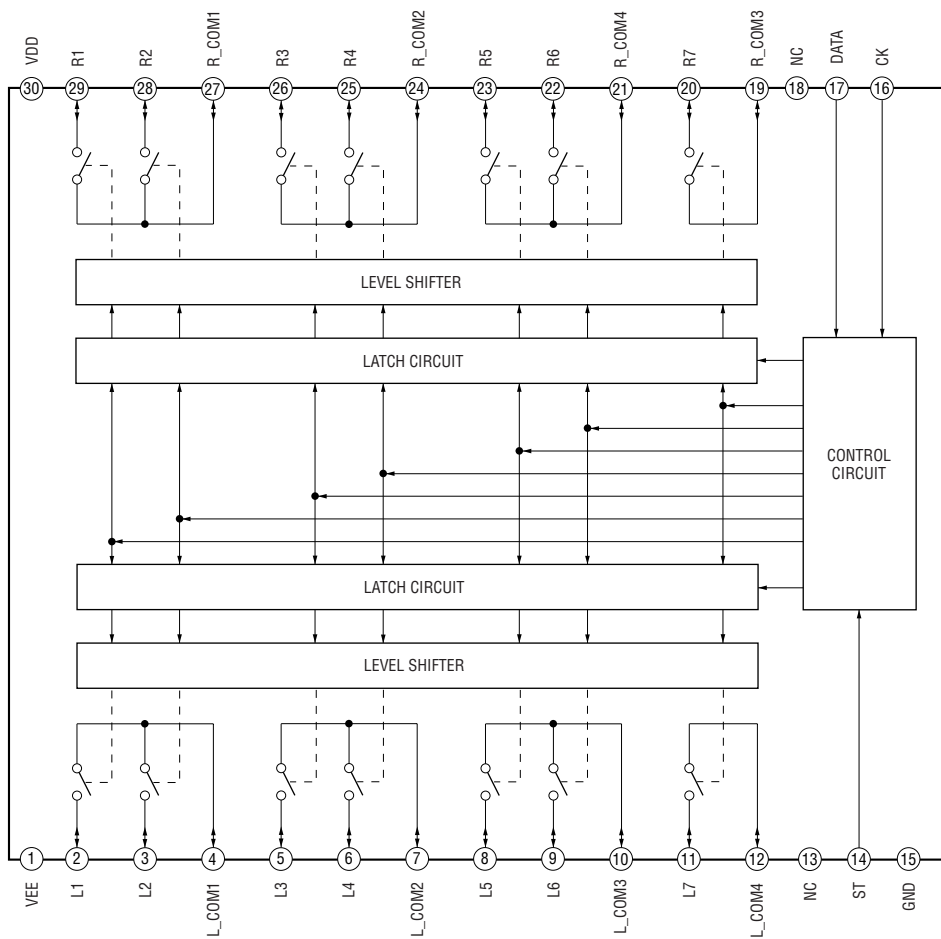 VDD
R1
R2
R_COM1
R3
R4
R_COM2
R5
R6
R_COM4
R7
R_COM3
NC
DATA
CK
30
29
28
27
26
25
24
23
22
21
20
19
18
17
16
LEVEL SHIFTER
LATCH CIRCUIT
CONTROL
CIRCUIT
LATCH CIRCUIT
LEVEL SHIFTER
1
2
3
4
5
6
7
8
9
10
11
12
13
14
15
VEE
L1
L2
L_COM1
L3
L4
L_COM2
L5
L6
L_COM3
L7
L_COM4
NC
ST
GND